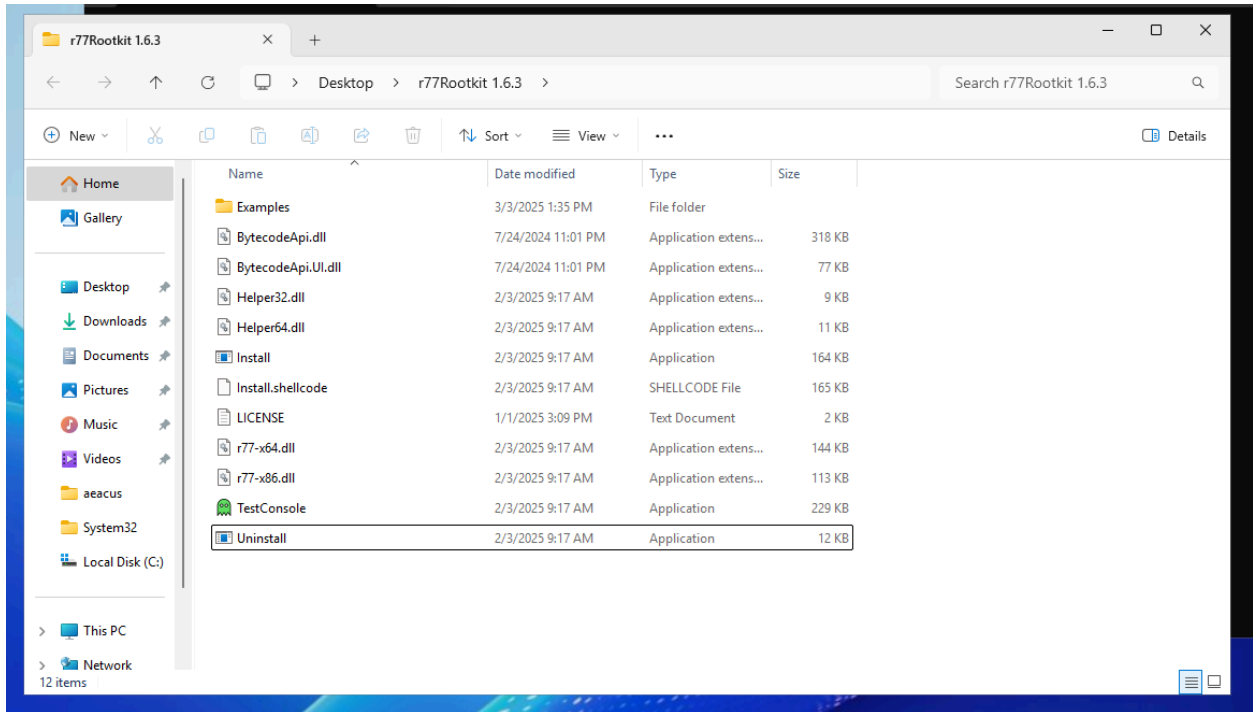 r77Rootkit 1.6.3
Desktop > r77Rootkit 1.6.3 >
Search r77Rootkit 1.6.3
New Sort View ... Details
Name Date modified Type Size
Home
Gallery
Desktop
Downloads
Documents
Pictures
Music
Videos
aeacus
System32
Local Disk (C:)
This PC
Network
Examples 3/3/2025 1:35 PM File folder
BytecodeApi.dll 7/24/2024 11:01 PM Application extens... 318 KB
BytecodeApi.UI.dll 7/24/2024 11:01 PM Application extens... 77 KB
Helper32.dll 2/3/2025 9:17 AM Application extens... 9 KB
Helper64.dll 2/3/2025 9:17 AM Application extens... 11 KB
Install 2/3/2025 9:17 AM Application 164 KB
Install.shellcode 2/3/2025 9:17 AM SHELLCODE File 165 KB
LICENSE 1/1/2025 3:09 PM Text Document 2 KB
r77-x64.dll 2/3/2025 9:17 AM Application extens... 144 KB
r77-x86.dll 2/3/2025 9:17 AM Application extens... 113 KB
TestConsole 2/3/2025 9:17 AM Application 229 KB
Uninstall 2/3/2025 9:17 AM Application 12 KB
12 items